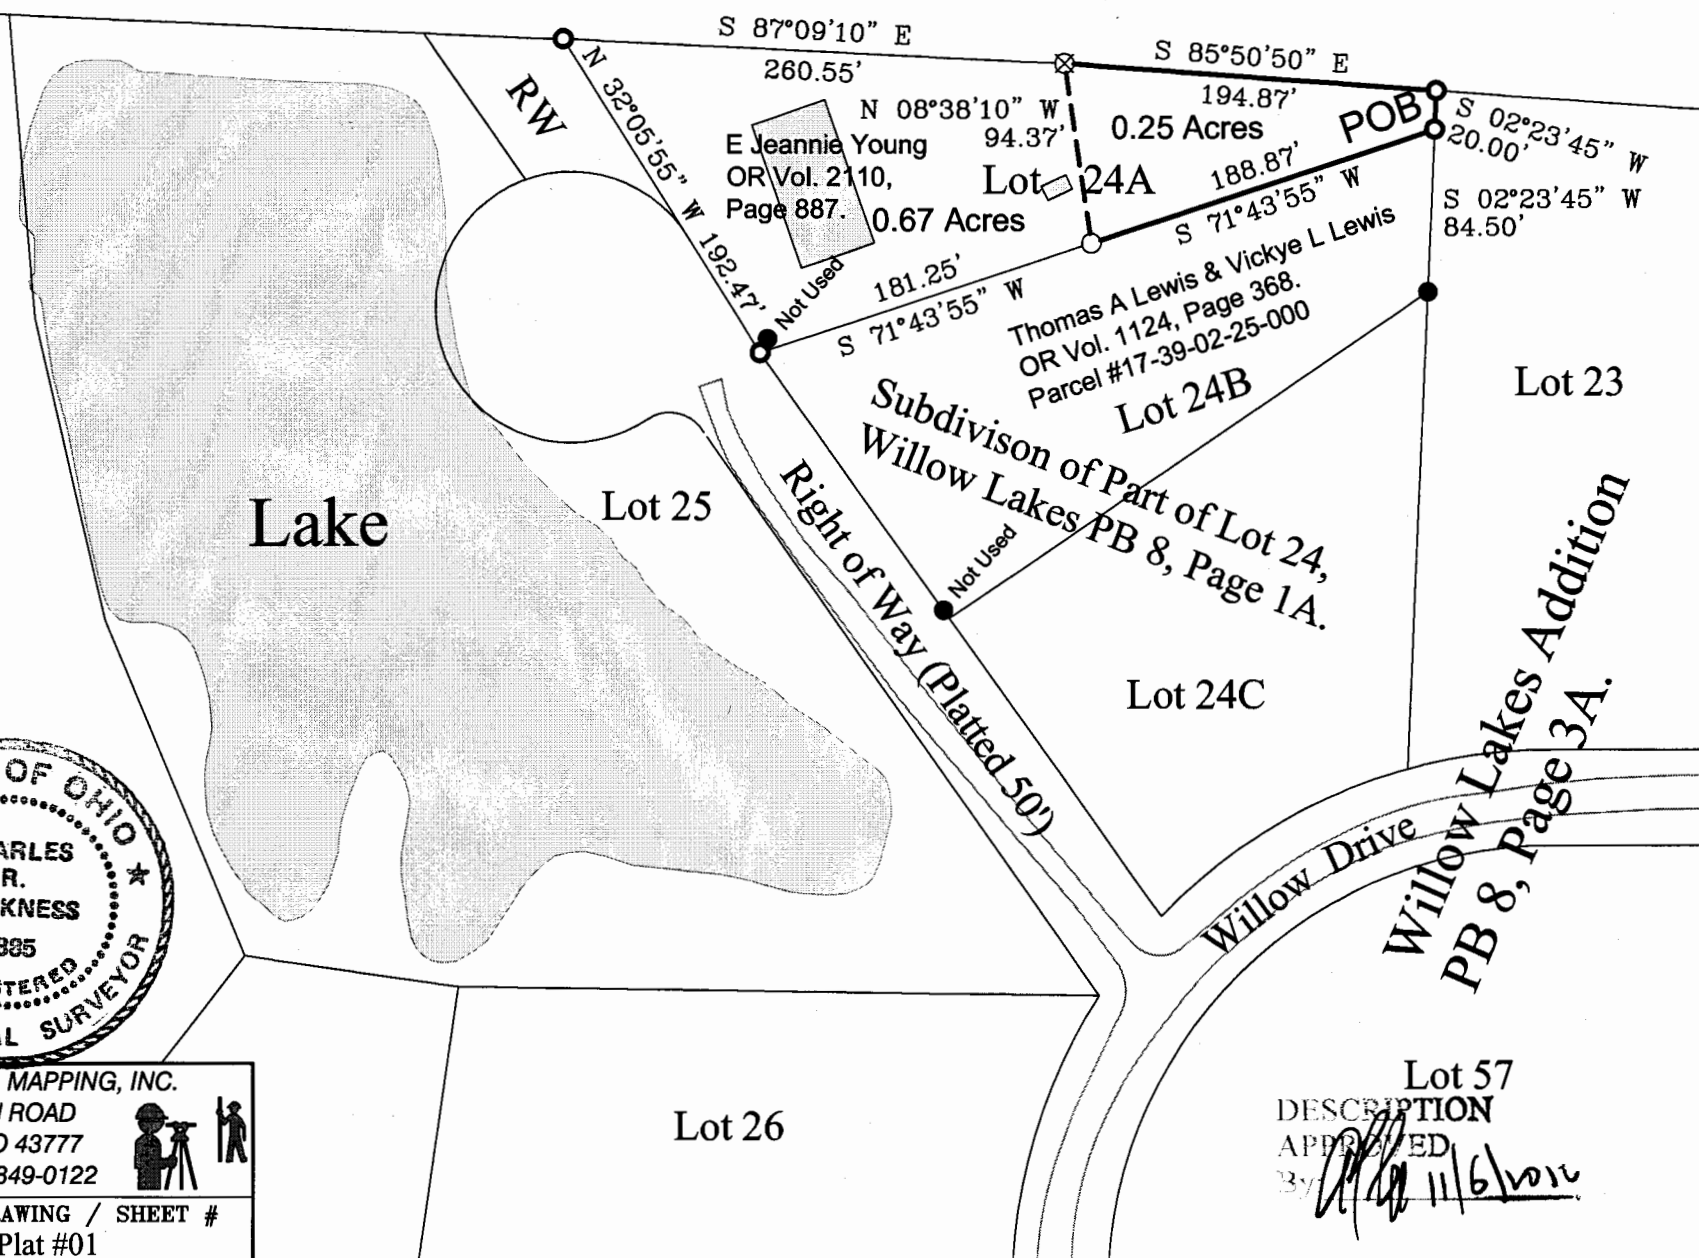 S 87°09'10" E
260.55'
S 85°50'50" E
194.87'
N 32°05'55" W 192.47'
RW
N 08°38'10" W
94.37'
0.25 Acres
POB
S 02°23'45" W
20.00'
E Jeannie Young
OR Vol. 2110,
Page 887.
Lot 24A
0.67 Acres
188.87'
S 71°43'55" W
S 02°23'45" W
84.50'
181.25'
S 71°43'55" W
Not Used
Thomas A Lewis & Vickye L Lewis
OR Vol. 1124, Page 368.
Parcel #17-39-02-25-000
Lot 24B
Lot 23
Subdivison of Part of Lot 24,
Willow Lakes PB 8, Page 1A.
Lake
Lot 25
Right of Way (Platted 50')
Not Used
Lot 24C
Willow Lakes Addition
PB 8, Page 3A.
Willow Drive
OF OHIO
ARLES
R.
KNESS
885
STERED
AL SURVEYOR
MAPPING, INC.
ROAD
43777
849-0122
AWING / SHEET #
Plat #01
Lot 26
Lot 57
DESCRIPTION
APPROVED
By